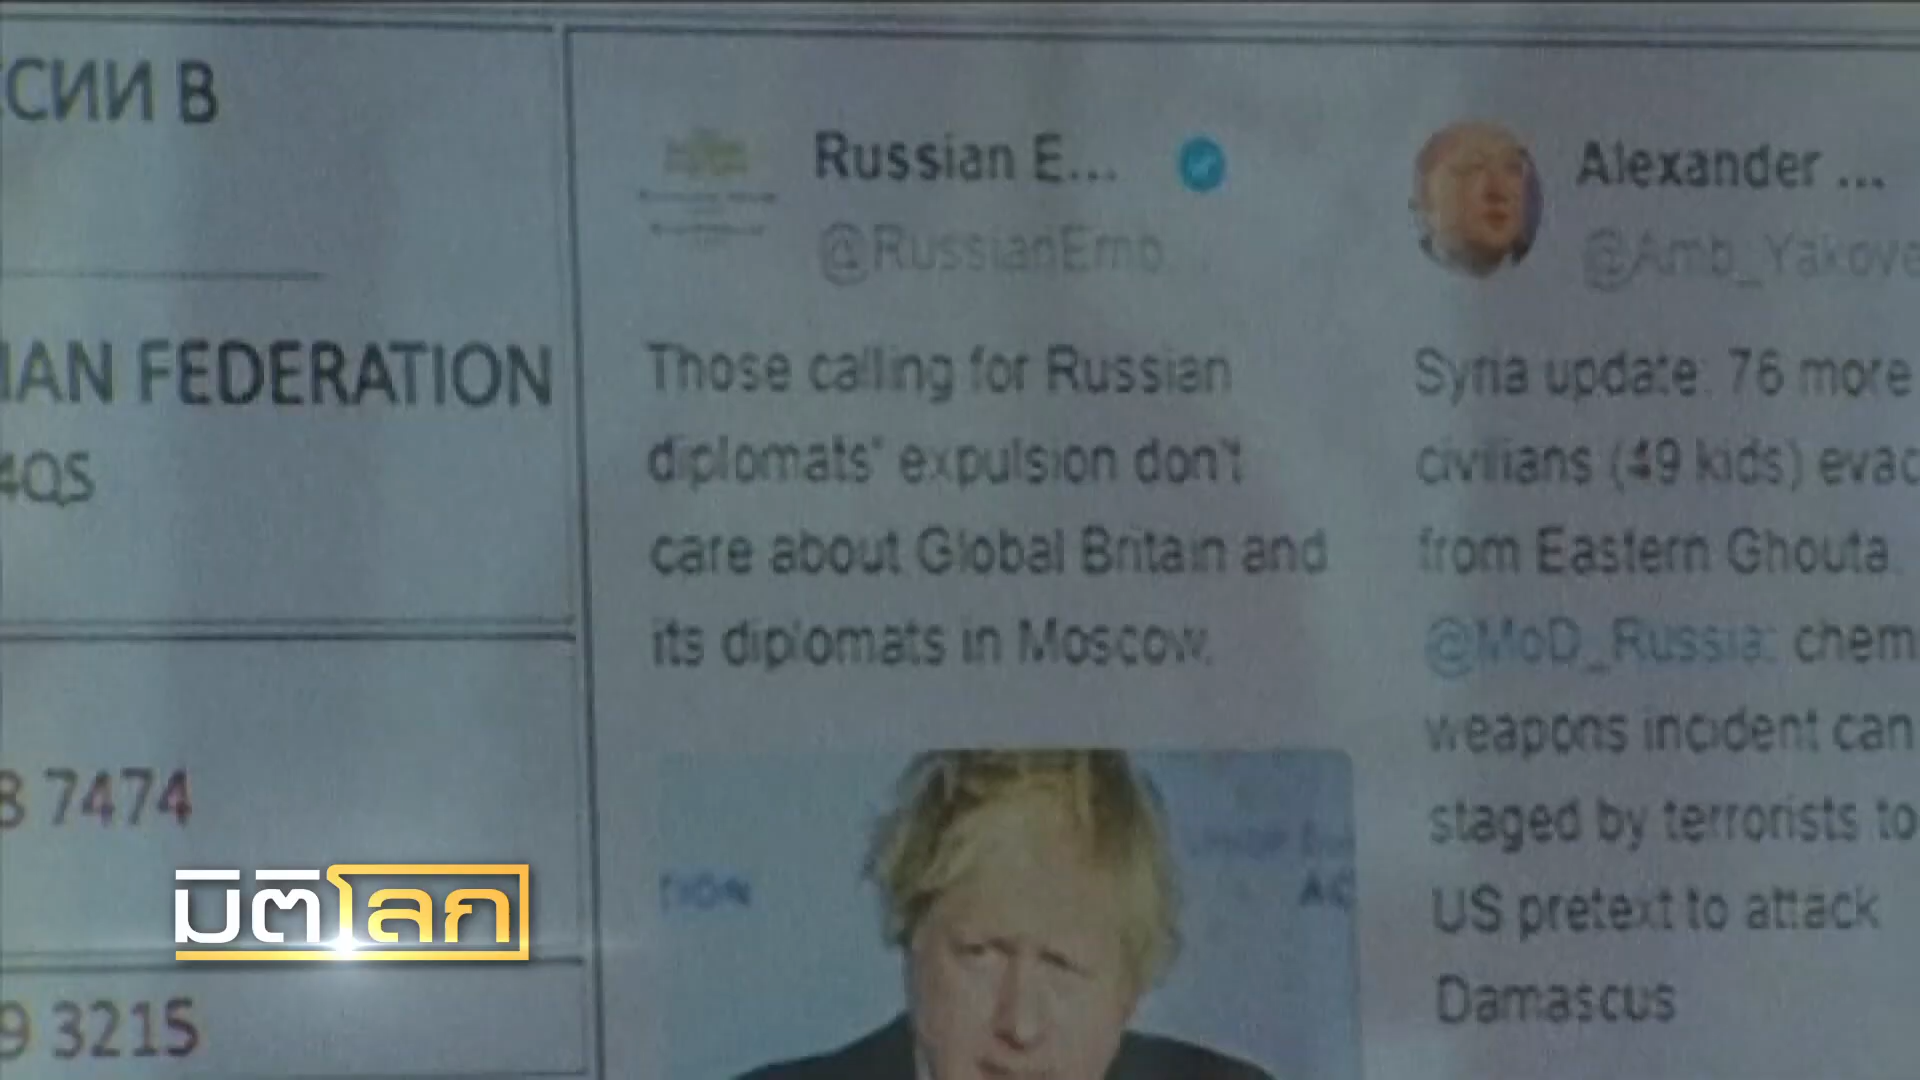 СИИ В
IAN FEDERATION
4QS
8 7474
9 3215
Russian E...
@RussianEmb...
Those calling for Russian
diplomats' expulsion don't
care about Global Britain and
its diplomats in Moscow.
TION
AC
Alexander ...
@Amb_Yakove
Syria update: 76 more
civilians (49 kids) evac
from Eastern Ghouta.
@MoD_Russia: chem
weapons incident can
staged by terrorists to
US pretext to attack
Damascus
มิติโลก